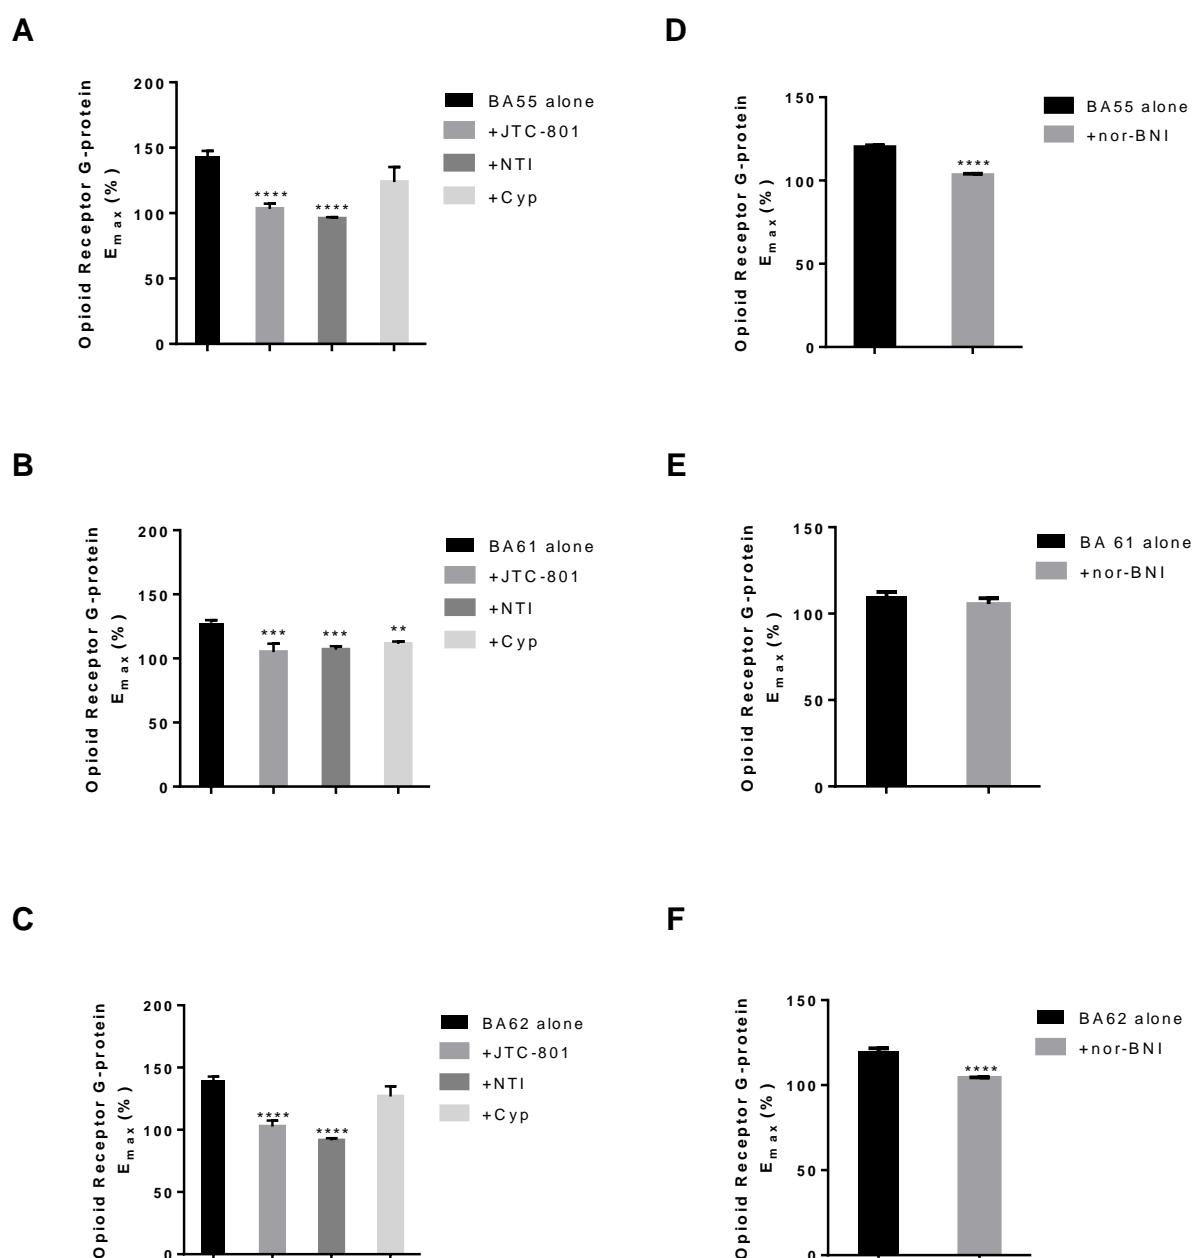 A
Opioid Receptor G-protein
Emax (%)
200
150
100
50
0
****
****
BA55 alone
+JTC-801
+NTI
+Cyp
D
Opioid Receptor G-protein
Emax (%)
150
100
50
0
****
BA55 alone
+nor-BNI
B
Opioid Receptor G-protein
Emax (%)
200
150
100
50
0
***
***
**
BA61 alone
+JTC-801
+NTI
+Cyp
E
Opioid Receptor G-protein
Emax (%)
150
100
50
0
BA 61 alone
+nor-BNI
C
Opioid Receptor G-protein
Emax (%)
200
150
100
50
0
****
****
BA62 alone
+JTC-801
+NTI
+Cyp
F
Opioid Receptor G-protein
Emax (%)
150
100
50
0
****
BA62 alone
+nor-BNI